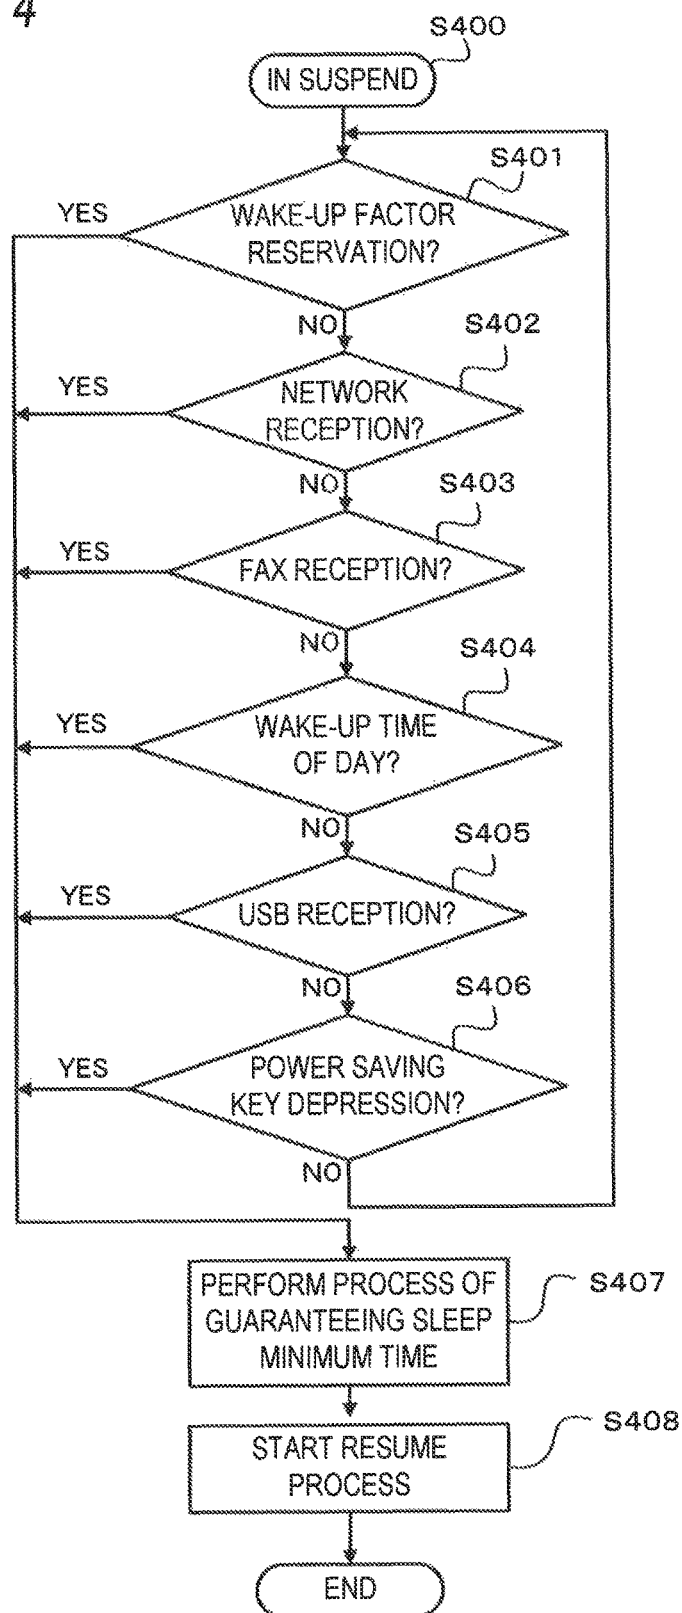 4
S400
IN SUSPEND
S401
YES
WAKE-UP FACTOR
RESERVATION?
NO
S402
YES
NETWORK
RECEPTION?
NO
S403
YES
FAX RECEPTION?
NO
S404
YES
WAKE-UP TIME
OF DAY?
NO
S405
YES
USB RECEPTION?
NO
S406
YES
POWER SAVING
KEY DEPRESSION?
NO
PERFORM PROCESS OF
GUARANTEEING SLEEP
MINIMUM TIME
S407
START RESUME
PROCESS
S408
END